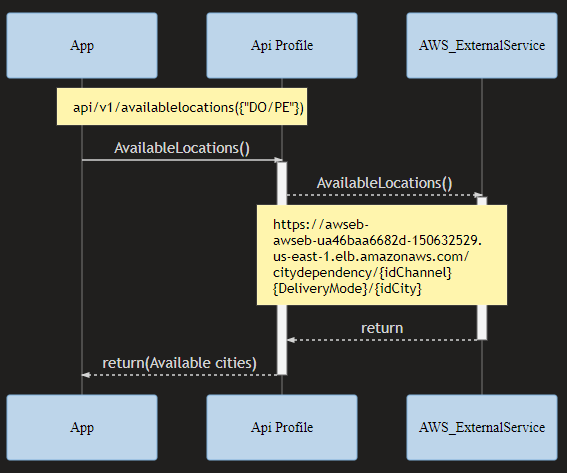 App
Api Profile
AWS_ExternalService
api/v1/availablelocations({"DO/PE"})
AvailableLocations()
AvailableLocations()
https://awseb-
awseb-ua46baa6682d-150632529.
us-east-1.elb.amazonaws.com/
citydependency/{idChannel}
{DeliveryMode}/{idCity}
return
return(Available cities)
App
Api Profile
AWS_ExternalService